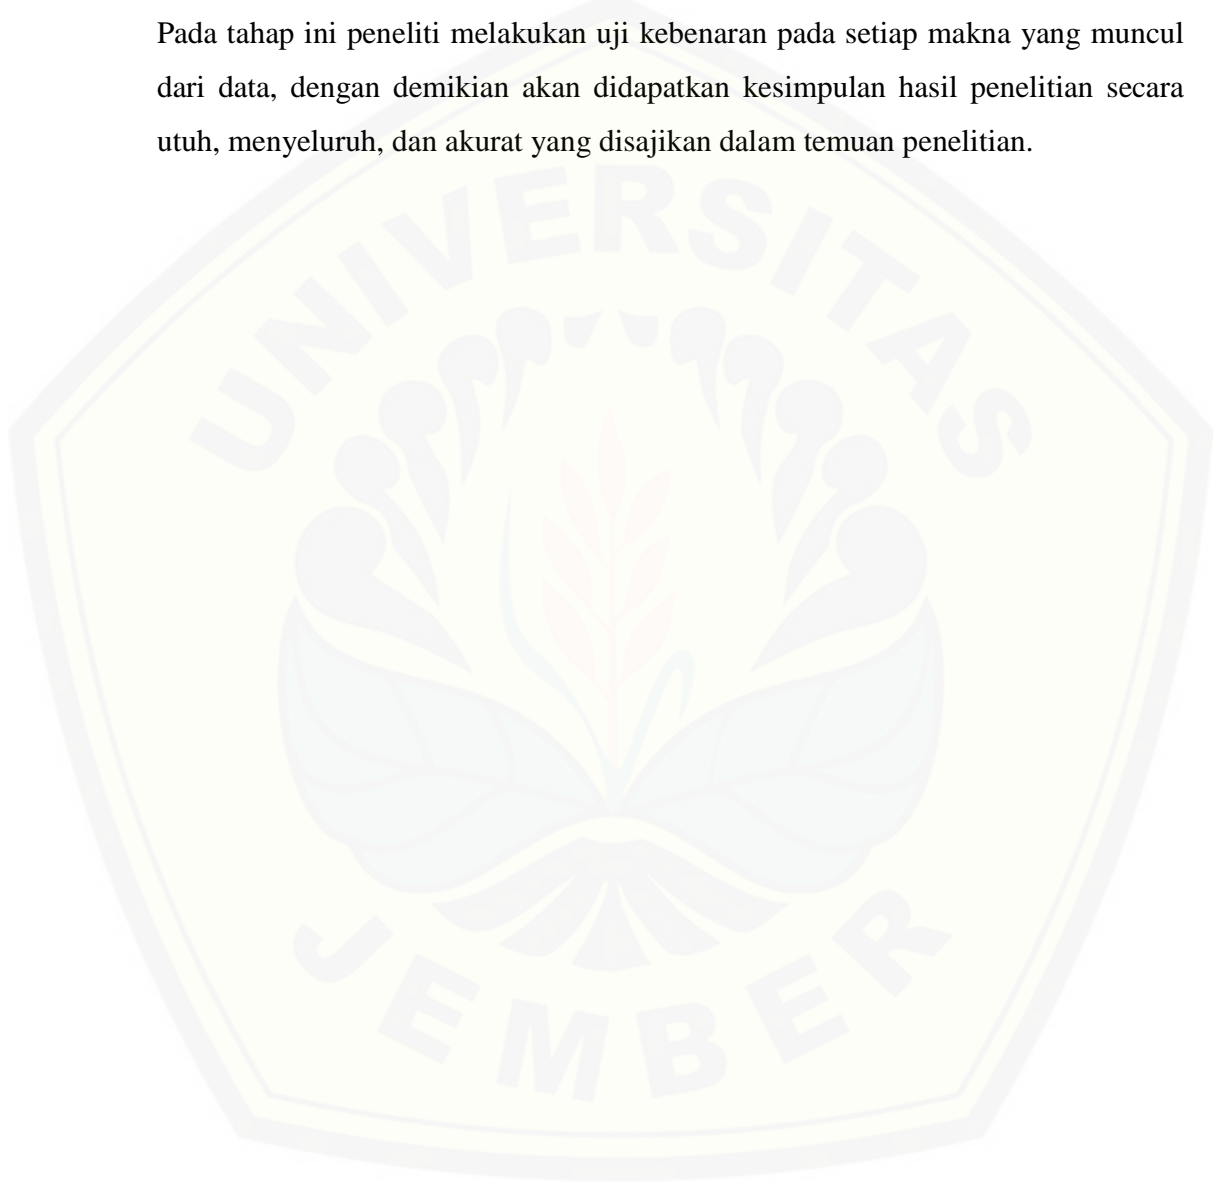 Pada tahap ini peneliti melakukan uji kebenaran pada setiap makna yang muncul
dari data, dengan demikian akan didapatkan kesimpulan hasil penelitian secara
utuh, menyeluruh, dan akurat yang disajikan dalam temuan penelitian.
UNIVERSITAS
JEMBER